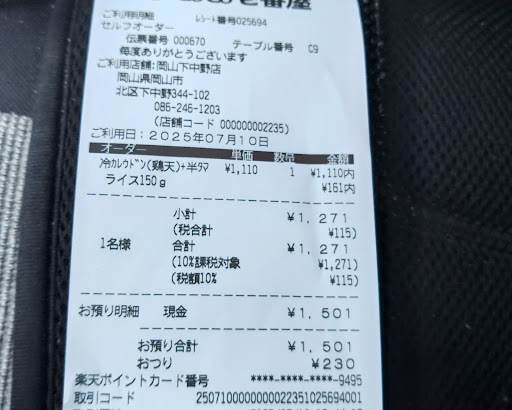 壱番屋
ご利用明細 レシート番号025694
セルフオーダー
伝票番号 000670 テーブル番号 C9
毎度ありがとうございます
ご利用店舗:岡山下中野店
岡山県岡山市
北区下中野344-102
086-246-1203
(店舗コード 000000002235)
ご利用日:2025年07月10日
オーダー 単価 数量 金額
冷カレウドン(鶏天)+半タマ ¥1,110 1 ¥1,110内
ライス150g ¥161内
小計 ¥1,271
(税合計 ¥115)
1名様 合計 ¥1,271
(10%課税対象 ¥1,271)
(税額10% ¥115)
お預り明細 現金 ¥1,501
お預り合計 ¥1,501
おつり ¥230
楽天ポイントカード番号 ****-****-****-9495
取引コード 2507100000000022351025694001